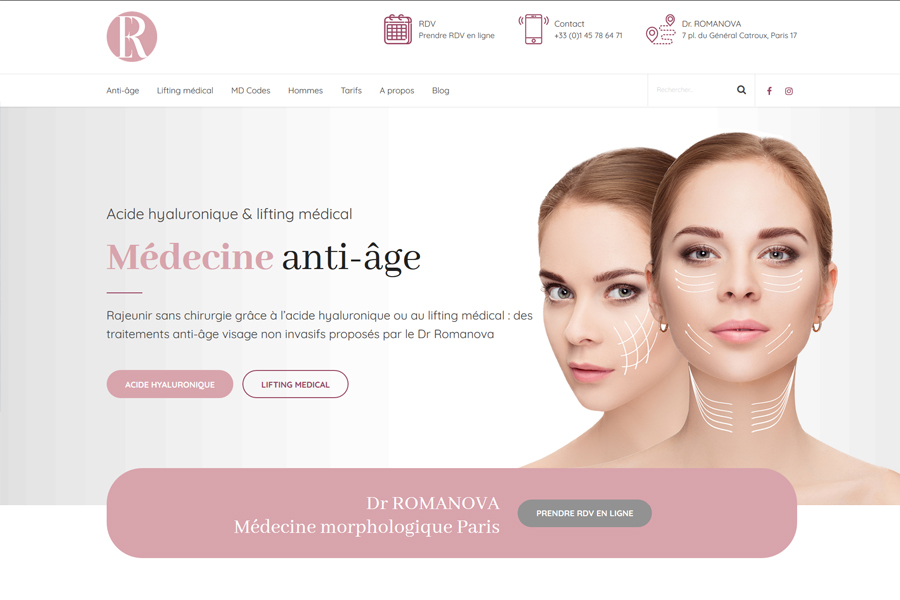 R
RDV
Prendre RDV en ligne
Contact
+33 (0)1 45 78 64 71
Dr. ROMANOVA
7 pl. du Général Catroux, Paris 17
Anti-âge Lifting médical MD Codes Hommes Tarifs A propos Blog
Rechercher...
Acide hyaluronique & lifting médical
Médecine anti-âge
Rajeunir sans chirurgie grâce à l'acide hyaluronique ou au lifting médical : des
traitements anti-âge visage non invasifs proposés par le Dr Romanova
ACIDE HYALURONIQUE LIFTING MEDICAL
Dr ROMANOVA
Médecine morphologique Paris
PRENDRE RDV EN LIGNE